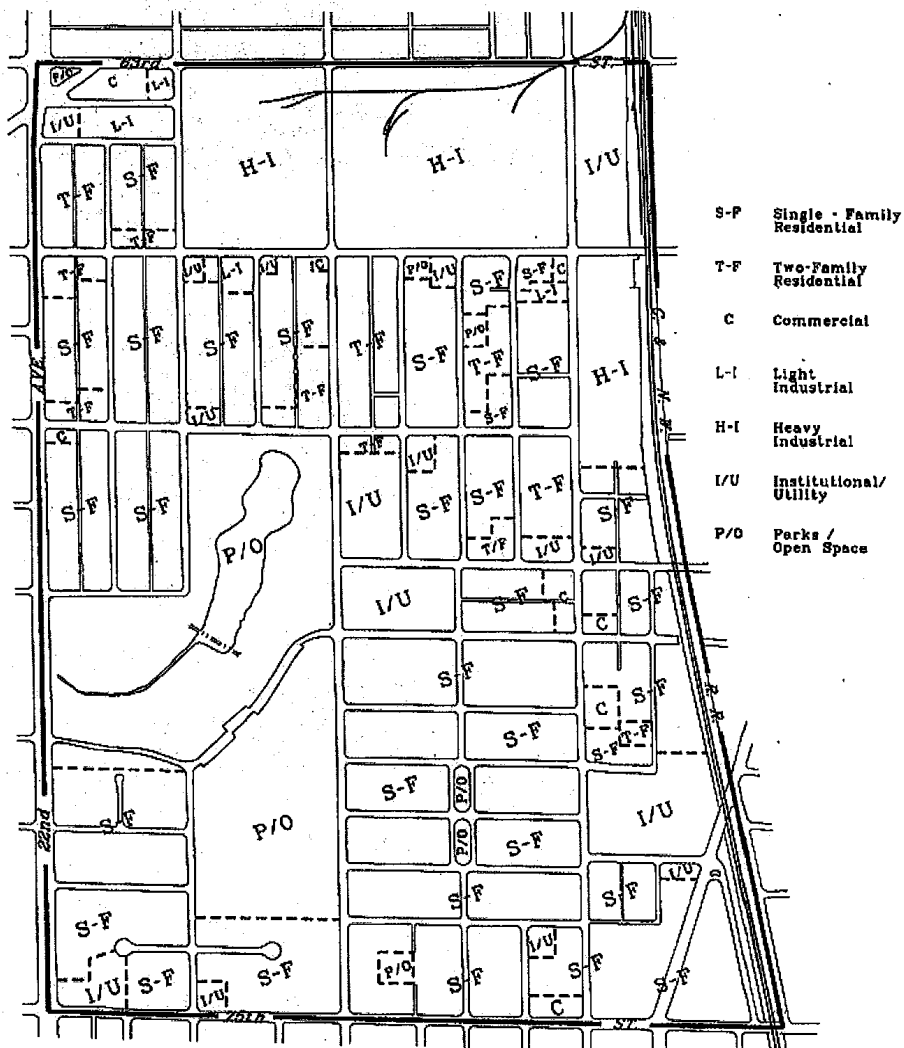 63rd ST.
P/O C L-I
I/U L-I
H-I H-I I/U
T-F S-F
T-F
T-F I/U L-I I/U P/O I/U S-F S-F C
L-I
S-F S-F S-F S-F T-F S-F P/O T-F S-F H-I
AVE.
T-F I/U T-F S-F
C T-F I/U
S-F S-F I/U S-F S-F T-F S-F
P/O T/F I/U I/U
I/U S-F C S-F
C
S-F S-F
C
S-F S-F T-F
S-F P/O
S-F P/O P/O S-F I/U
22nd
S-F S-F I/U
S-F
I/U S-F I/U S-F P/O S-F I/U S-F S-F
C
75th ST.
C. & N. W. R. R.
S-F Single - Family
Residential
T-F Two-Family
Residential
C Commercial
L-I Light
Industrial
H-I Heavy
Industrial
I/U Institutional/
Utility
P/O Parks /
Open Space